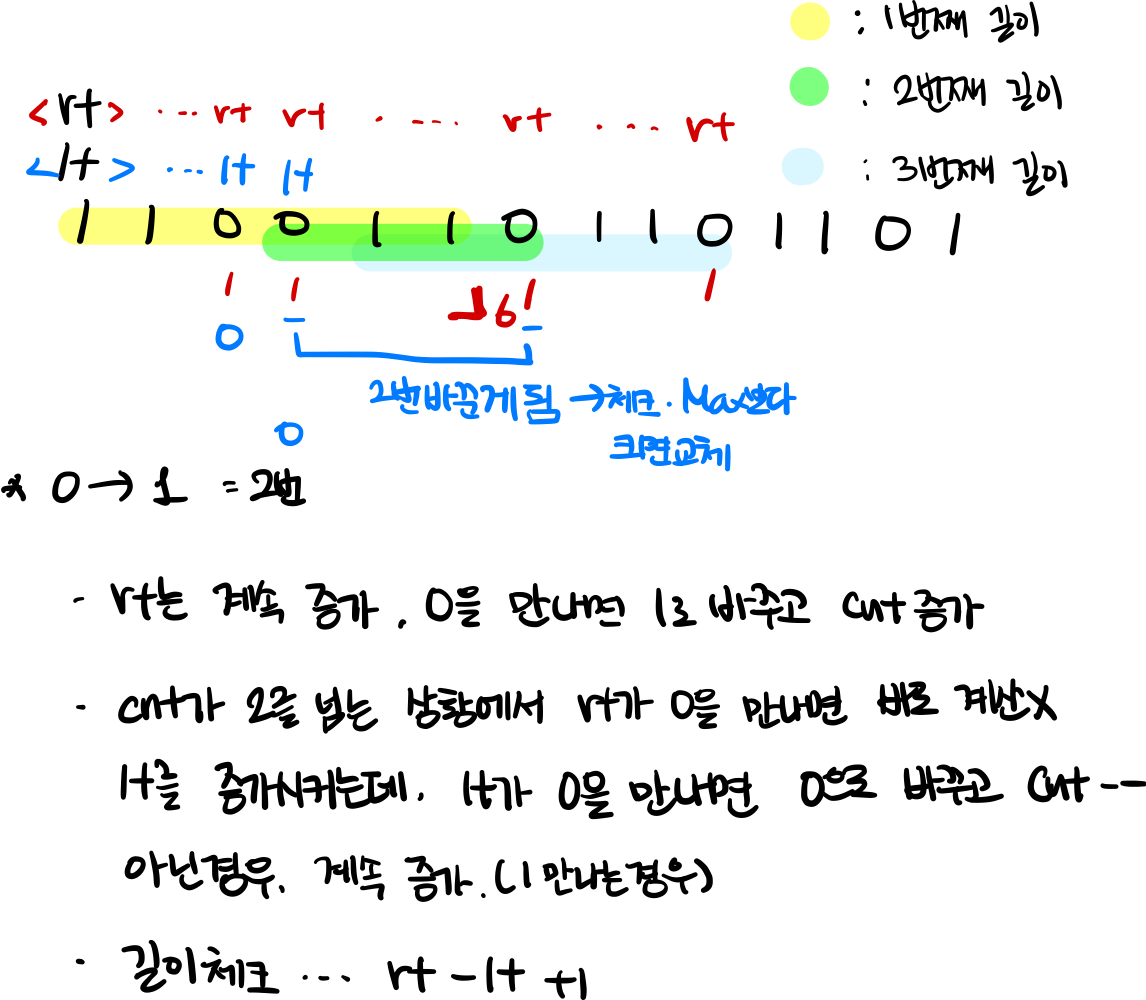 : 1번째 길이
: 2번째 길이
<rt> ... rt rt . .... rt ... rt
: 3번째 길이
<lt> ... lt lt
1 1 0 0 1 1 0 1 1 0 1 1 0 1
1 1 1 1
0
2번바꾼게됨 → 체크. Max보다
크면교체
0
* 0 → 1 = 2번
- rt는 계속 증가, 0을 만나면 1로 바꾸고 cnt 증가
- cnt가 2를 넘는 상황에서 rt가 0을 만나면 바로 계산X
lt를 증가시키는데, lt가 0을 만나면 0으로 바꾸고 cnt --
아닌경우, 계속 증가. (1 만나는경우)
· 길이체크 ... rt - lt +1